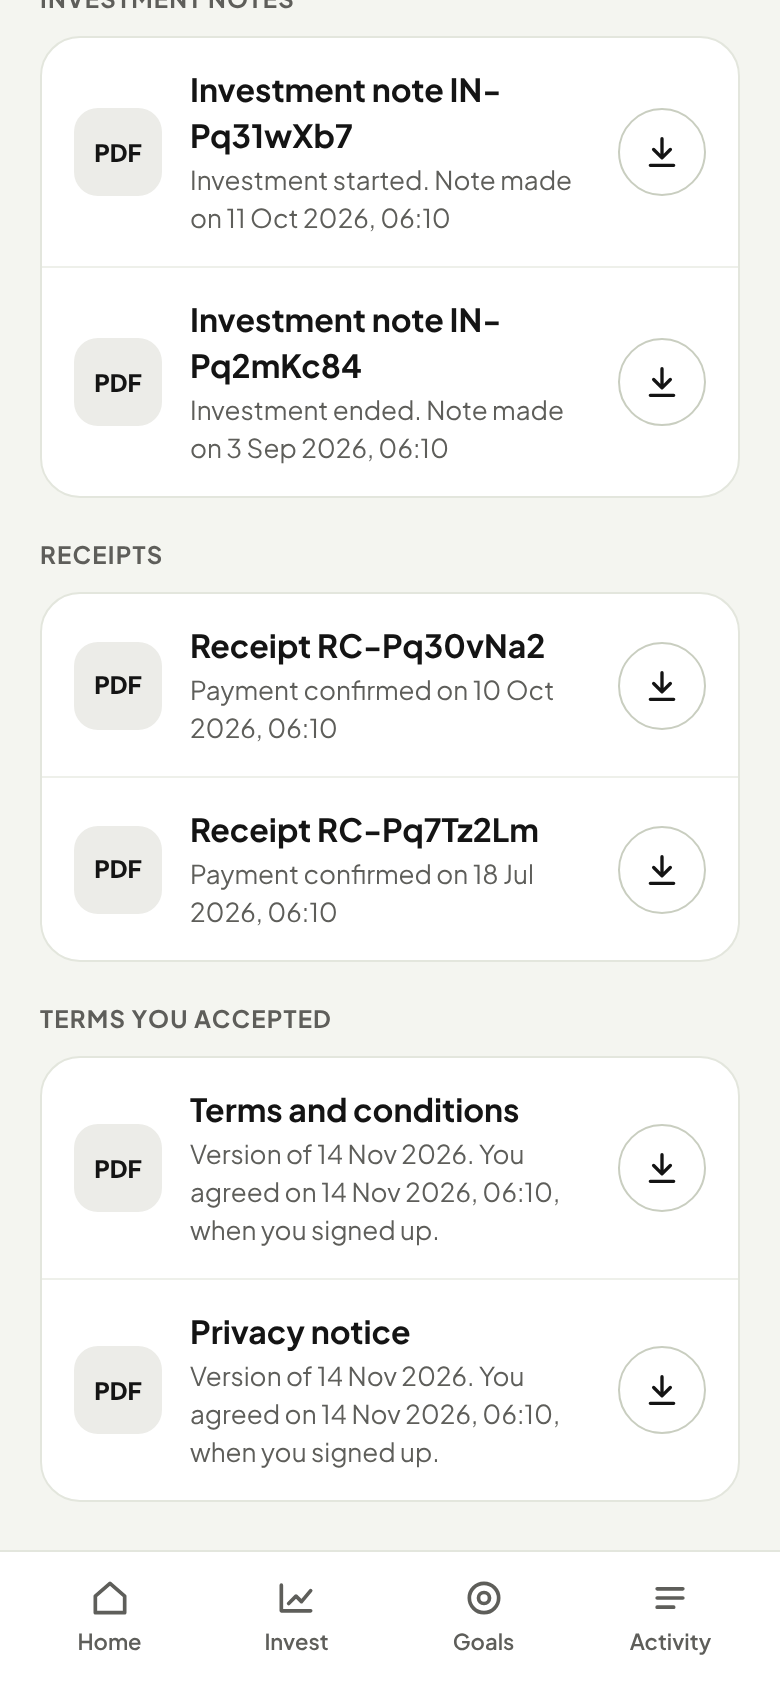 INVESTMENT NOTES
PDF
Investment note IN-
Pq31wXb7
Investment started. Note made
on 11 Oct 2026, 06:10
PDF
Investment note IN-
Pq2mKc84
Investment ended. Note made
on 3 Sep 2026, 06:10
RECEIPTS
PDF
Receipt RC-Pq30vNa2
Payment confirmed on 10 Oct
2026, 06:10
PDF
Receipt RC-Pq7Tz2Lm
Payment confirmed on 18 Jul
2026, 06:10
TERMS YOU ACCEPTED
PDF
Terms and conditions
Version of 14 Nov 2026. You
agreed on 14 Nov 2026, 06:10,
when you signed up.
PDF
Privacy notice
Version of 14 Nov 2026. You
agreed on 14 Nov 2026, 06:10,
when you signed up.
Home
Invest
Goals
Activity